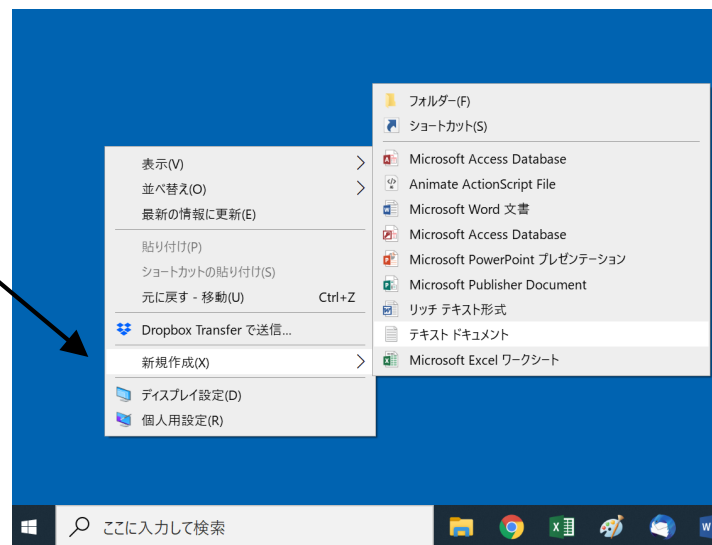 フォルダー(F)
ショートカット(S)
Microsoft Access Database
Animate ActionScript File
Microsoft Word 文書
Microsoft Access Database
Microsoft PowerPoint プレゼンテーション
Microsoft Publisher Document
リッチ テキスト形式
テキスト ドキュメント
Microsoft Excel ワークシート
表示(V)
並べ替え(O)
最新の情報に更新(E)
貼り付け(P)
ショートカットの貼り付け(S)
元に戻す - 移動(U) Ctrl+Z
Dropbox Transfer で送信...
新規作成(X)
ディスプレイ設定(D)
個人用設定(R)
ここに入力して検索